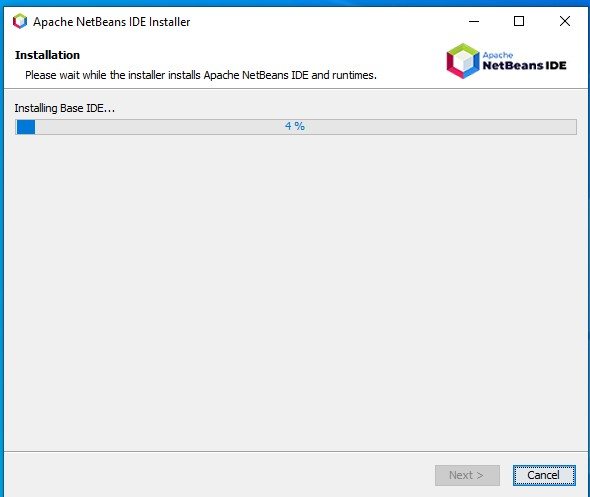 Apache NetBeans IDE Installer
Installation
Please wait while the installer installs Apache NetBeans IDE and runtimes.
Apache
NetBeans IDE
Installing Base IDE...
4 %
Next >
Cancel